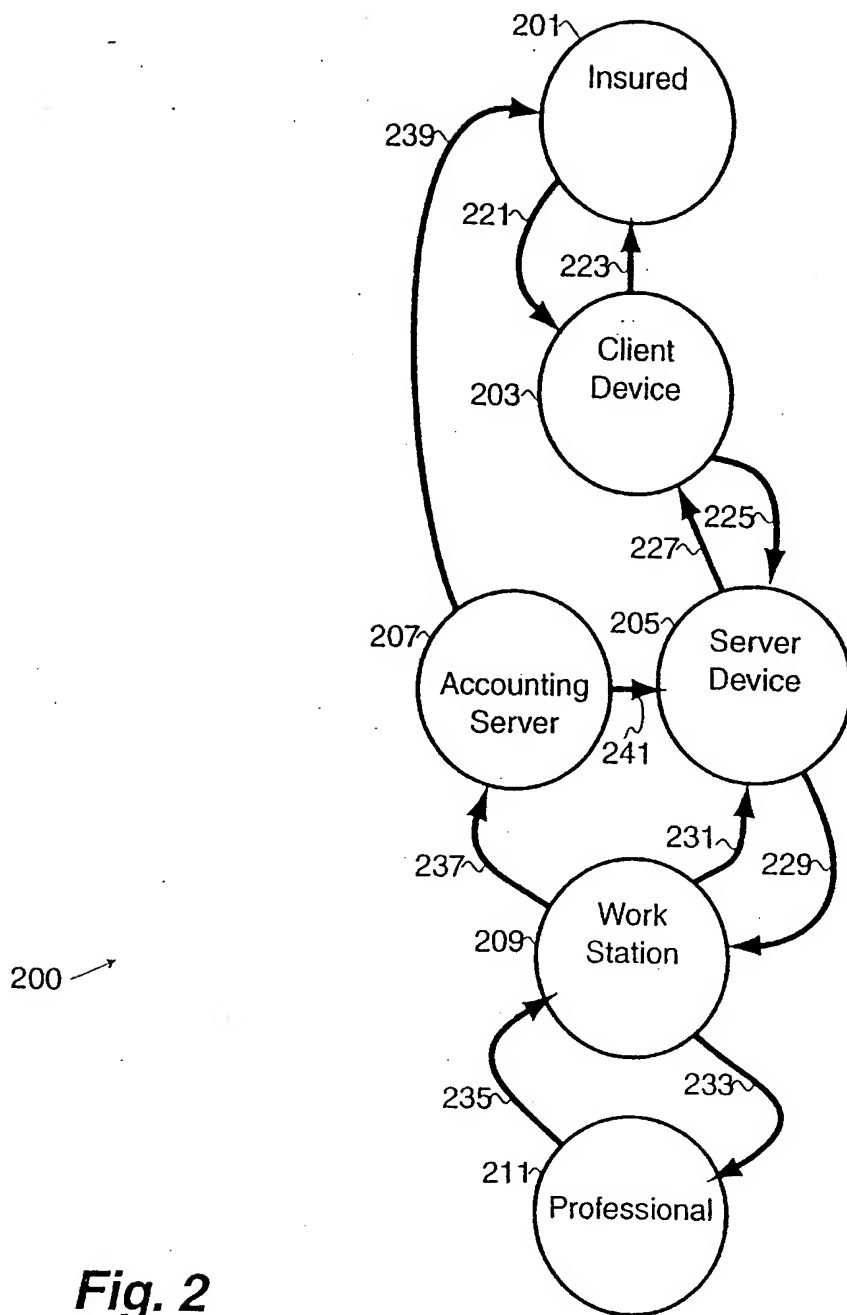 201
Insured
239
221
223
Client
Device
203
225
227
207
205
Server
Device
Accounting
Server
241
237
231
229
209
Work
Station
200
235
233
211
Professional
Fig. 2